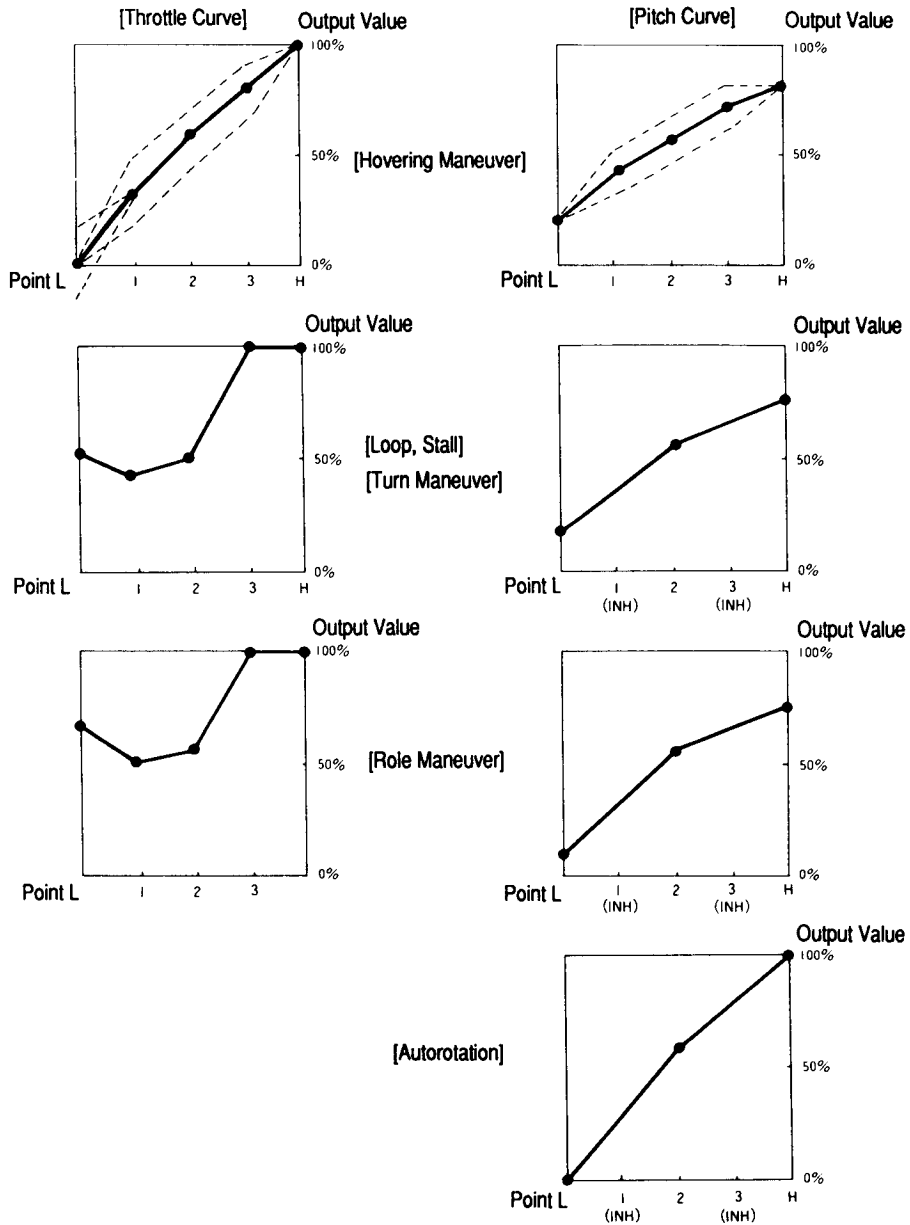 [Throttle Curve] Output Value [Pitch Curve] Output Value
100% 100%
50% [Hovering Maneuver] 50%
0% 0%
Point L 1 2 3 H Point L 1 2 3 H
Output Value Output Value
100% 100%
[Loop, Stall]
50% 50%
[Turn Maneuver]
0% 0%
Point L 1 2 3 H Point L 1 2 3 H
(INH) (INH)
Output Value Output Value
100% 100%
50% [Role Maneuver] 50%
0% 0%
Point L 1 2 3 Point L 1 2 3 H
(INH) (INH)
Output Value
100%
[Autorotation]
50%
0%
Point L 1 2 3 H
(INH) (INH)